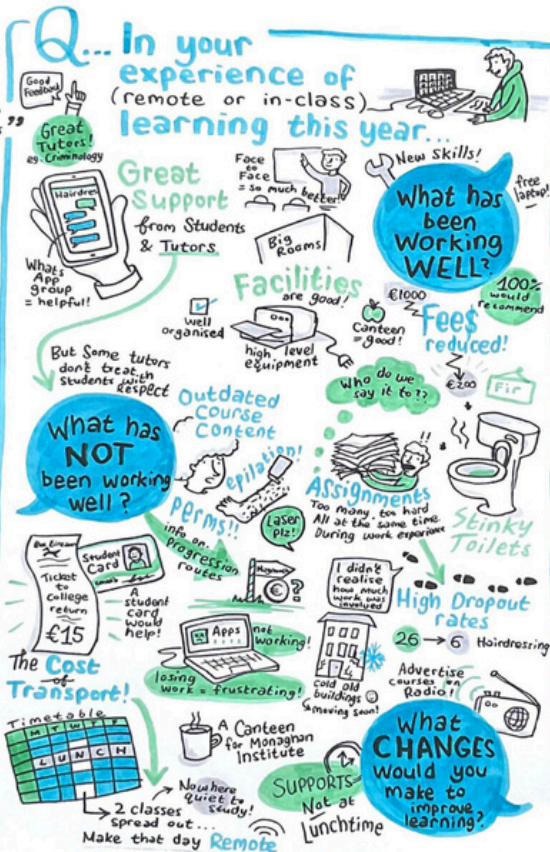 Q... In your
experience of
(remote or in-class)
learning this year...
Good
Feedback
Great
Tutors!
eg. Criminology
Great
Support
from Students
& Tutors
Hairdres
Whats
App
group
= helpful!
Face
to
Face
= so much better!
New Skills!
What has
been
working
WELL?
free
laptop!
100%
would
recommend
Big
Rooms!
Facilities
are good!
well
organised
high level
equipment
Canteen
= good!
€1000
Fees
reduced!
€200
But Some tutors
don't treat
students with
Respect
What has
NOT
been working
well?
Outdated
Course
Content
epilation!
Perms!!
Laser
plz!
Who do we
say it to??
Assignments
Too many, too hard
All at the same time
During work experience
Stinky
Toilets
info on
Progression
routes
€?
Ticket
to
College
return
€15
Student
Card
A
student
card
would
help!
The Cost
of
Transport!
Apps not
working!
losing
work = frustrating!
I didn't
realise
how much
work was
involved
High Dropout
rates
26 → 6 Hairdressing
cold old
buildings
moving soon!
Advertise
courses on
Radio!
What
CHANGES
would you
make to
improve
learning?
Timetable
M T W T F
LUNCH
2 classes
spread out...
Make that day Remote
Nowhere
quiet to
study!
A Canteen
for Monaghan
Institute
SUPPORTS
Not at
Lunchtime